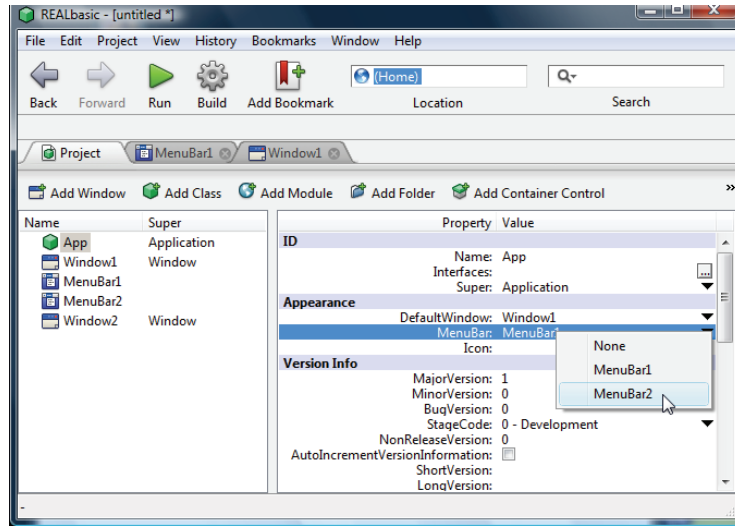 REALbasic - [untitled *]
File Edit Project View History Bookmarks Window Help
(Home)
Back Forward Run Build Add Bookmark Location Search
Project MenuBar1 Window1
Add Window Add Class Add Module Add Folder Add Container Control »
Name Super
App Application
Window1 Window
MenuBar1
MenuBar2
Window2 Window
Property Value
ID
Name: App
Interfaces: ...
Super: Application
Appearance
DefaultWindow: Window1
MenuBar: MenuBar1
Icon:
None
MenuBar1
MenuBar2
Version Info
MajorVersion: 1
MinorVersion: 0
BugVersion: 0
StageCode: 0 - Development
NonReleaseVersion: 0
AutoIncrementVersionInformation:
ShortVersion:
LongVersion:
-